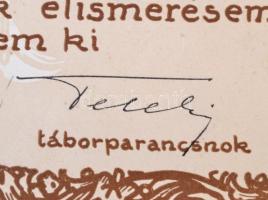 k elismerésem
em ki
Teleki
táborparancsnok